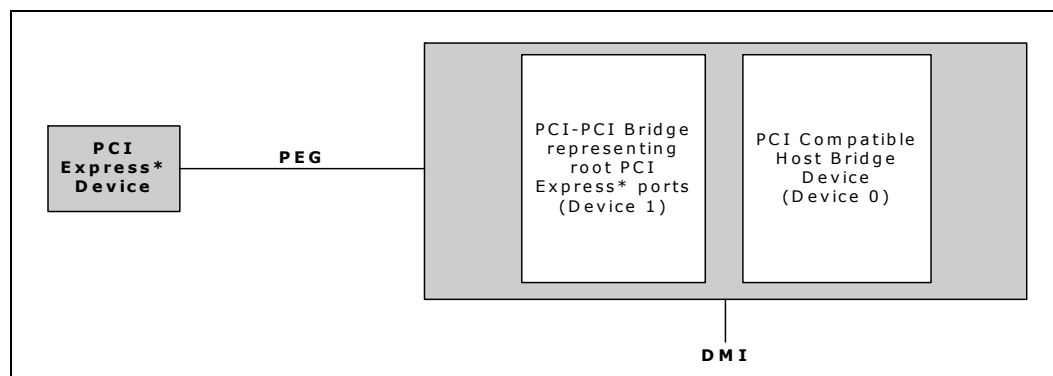 PCI
Express*
Device
PEG
PCI-PCI Bridge
representing
root PCI
Express* ports
(Device 1)
PCI Compatible
Host Bridge
Device
(Device 0)
DMI